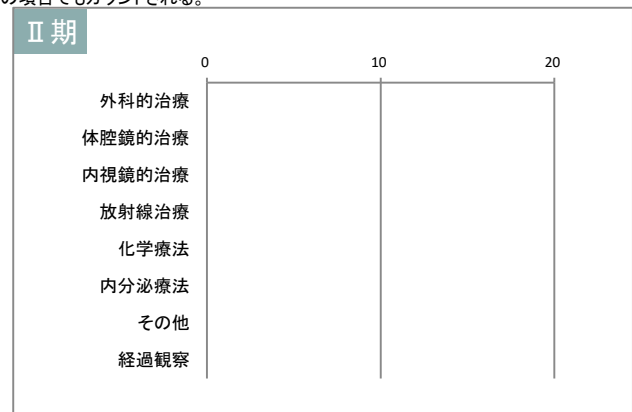 の項目でもカウントされる。
Ⅱ期
0 10 20
外科的治療
体腔鏡的治療
内視鏡的治療
放射線治療
化学療法
内分泌療法
その他
経過観察